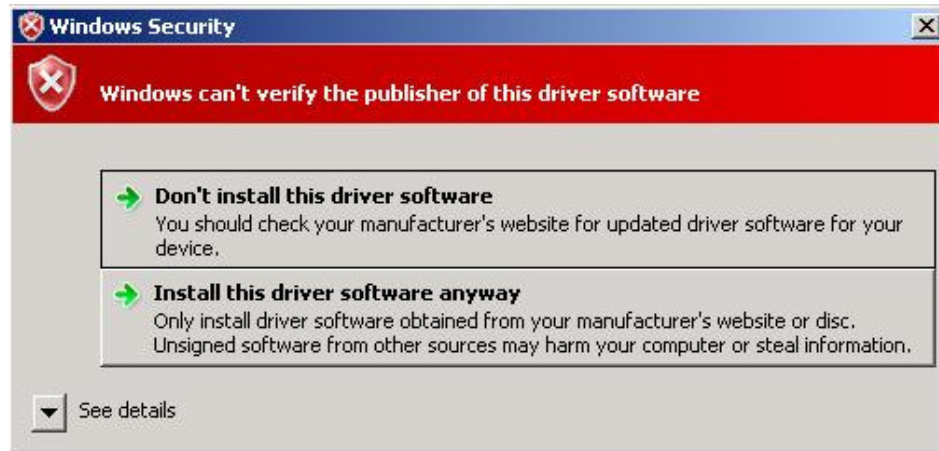 Windows Security
Windows can't verify the publisher of this driver software
Don't install this driver software
You should check your manufacturer's website for updated driver software for your
device.
Install this driver software anyway
Only install driver software obtained from your manufacturer's website or disc.
Unsigned software from other sources may harm your computer or steal information.
See details